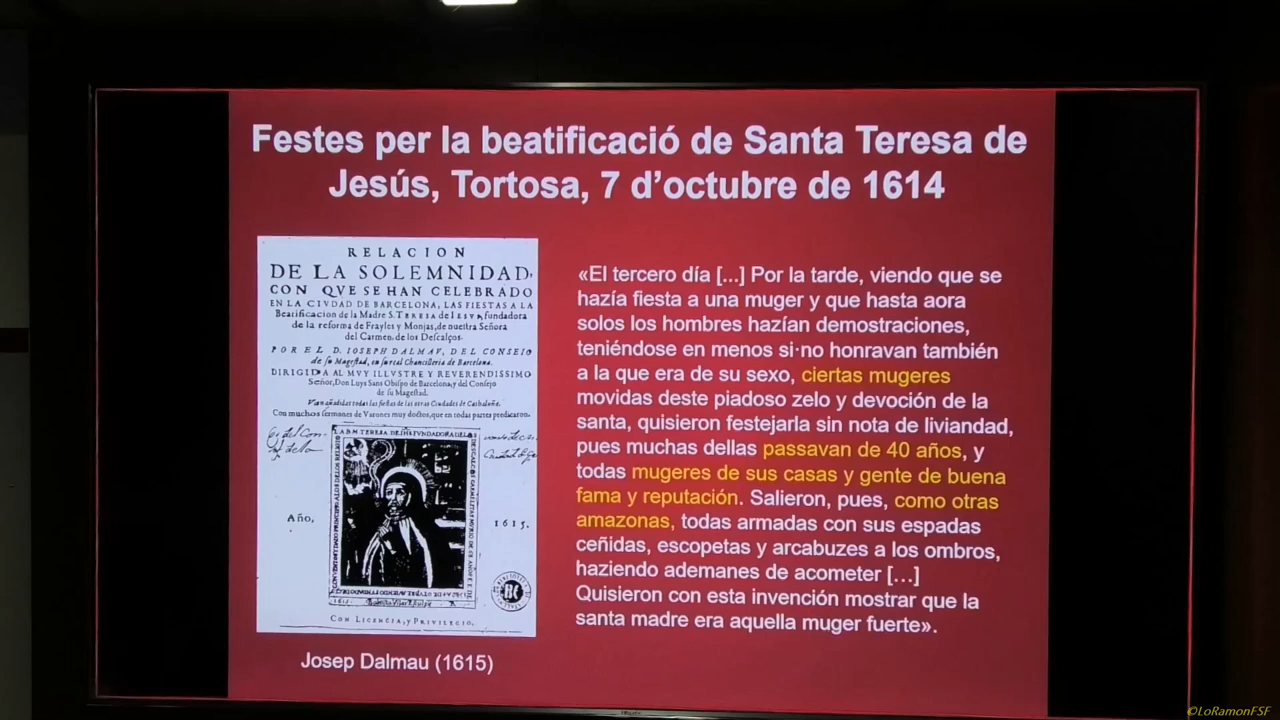 Festes per la beatificació de Santa Teresa de
Jesús, Tortosa, 7 d’octubre de 1614
RELACION
DE LA SOLEMNIDAD,
CON QVE SE HAN CELEBRADO
EN LA CIVDAD DE BARCELONA, LAS FIESTAS A LA
Beatificacion de la Madre S. TERESA de IESVS, fundadora
de la reforma de Frayles y Monjas, de nuestra Señora
del Carmen, de los Descalços.
POR EL D. IOSEPH DALMAV, DEL CONSEIO
de su Magestad, en su real Chancilleria de Barcelona.
DIRIGIDA AL MVY ILLVSTRE Y REVERENDISSIMO
Señor, Don Luys Sans Obispo de Barcelona, y del Consejo
de su Magestad.
Van añadidas todas las fiestas de las otras Ciudades de Cathaluña.
Con muchos sermones de Varones muy doctos, que en todas partes predicaron.
Año,
1615.
CON LICENCIA, y PRIVILEGIO.
Josep Dalmau (1615)
«El tercero día [...] Por la tarde, viendo que se
hazía fiesta a una muger y que hasta aora
solos los hombres hazían demostraciones,
teniéndose en menos si·no honravan también
a la que era de su sexo, ciertas mugeres
movidas deste piadoso zelo y devoción de la
santa, quisieron festejarla sin nota de liviandad,
pues muchas dellas passavan de 40 años, y
todas mugeres de sus casas y gente de buena
fama y reputación. Salieron, pues, como otras
amazonas, todas armadas con sus espadas
ceñidas, escopetas y arcabuzes a los ombros,
haziendo ademanes de acometer [...]
Quisieron con esta invención mostrar que la
santa madre era aquella muger fuerte».
©LoRamonFSF